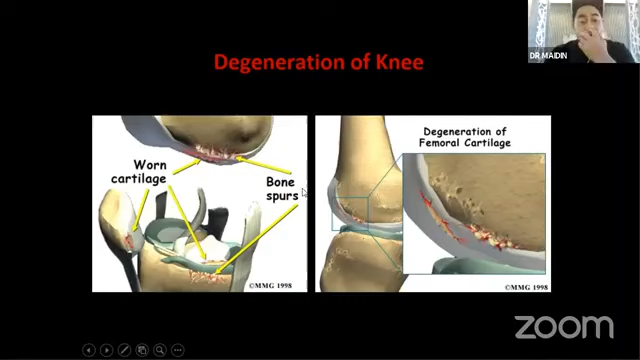 DR MAIDIN
Degeneration of Knee
Worn
cartilage
Bone
spurs
©MMG 1998
Degeneration of
Femoral Cartilage
©MMG 1998
zoom